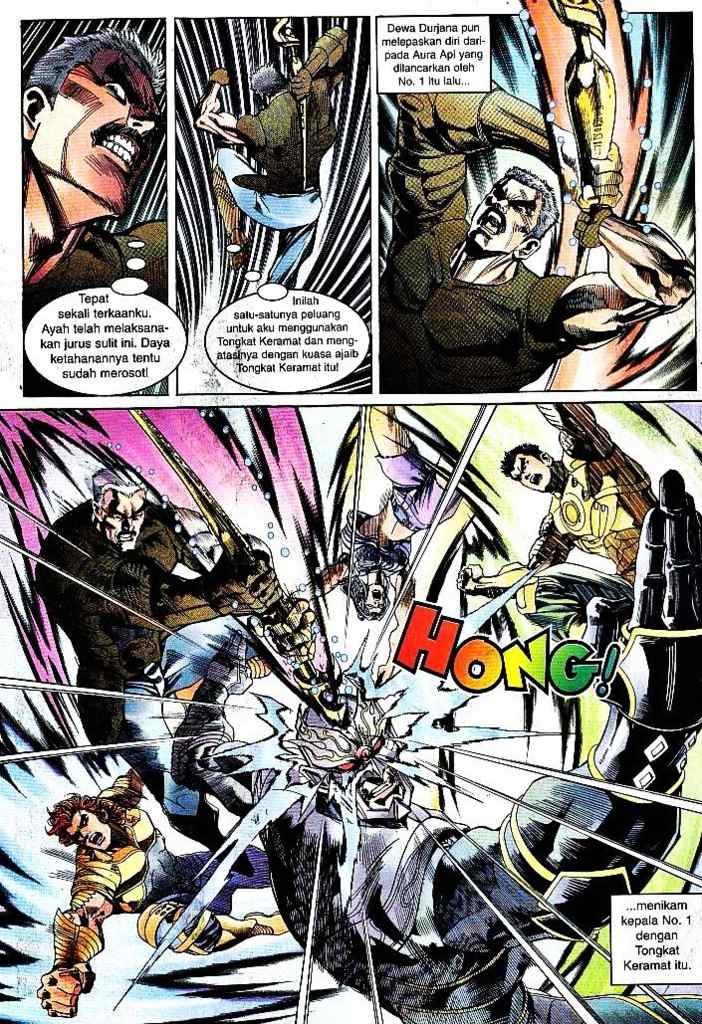 Tepat
sekali terkaanku.
Ayah telah melaksana-
kan jurus sulit ini. Daya
ketahanannya tentu
sudah merosot!
Inilah
satu-satunya peluang
untuk aku menggunakan
Tongkat Keramat dan meng-
atasinya dengan kuasa ajaib
Tongkat Keramat itu!
Dewa Durjana pun
melepaskan diri dari-
pada Aura Api yang
dilancarkan oleh
No. 1 itu lalu...
HONG!
...menikam
kepala No. 1
dengan
Tongkat
Keramat itu.